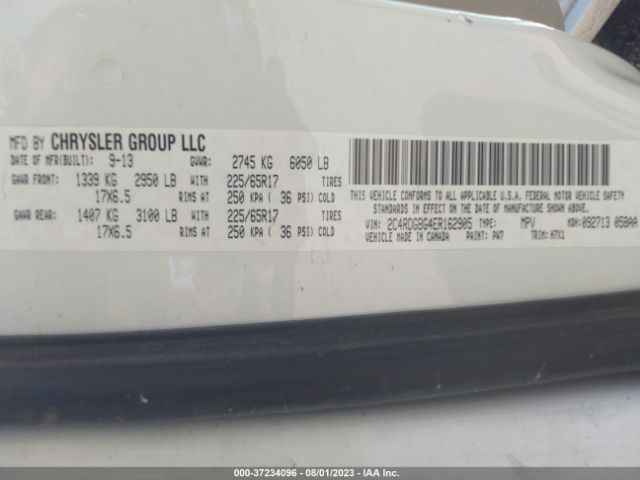 MFD BY CHRYSLER GROUP LLC
DATE OF MFR(BUILT): 9-13 GVWR: 2745 KG 6050 LB
GAWR FRONT: 1339 KG 2950 LB WITH 225/65R17 TIRES
17X6.5 RIMS AT 250 KPA ( 36 PSI) COLD
GAWR REAR: 1407 KG 3100 LB WITH 225/65R17 TIRES
17X6.5 RIMS AT 250 KPA ( 36 PSI) COLD
THIS VEHICLE CONFORMS TO ALL APPLICABLE U.S.A. FEDERAL MOTOR VEHICLE SAFETY
STANDARDS IN EFFECT ON THE DATE OF MANUFACTURE SHOWN ABOVE.
VIN: 2C4RDGBG4ER162905 TYPE: MPV MDH: 092713 058AA
VEHICLE MADE IN CANADA PAINT: PW7 TRIM: H7X1
000-37234096 - 08/01/2023 - IAA Inc.